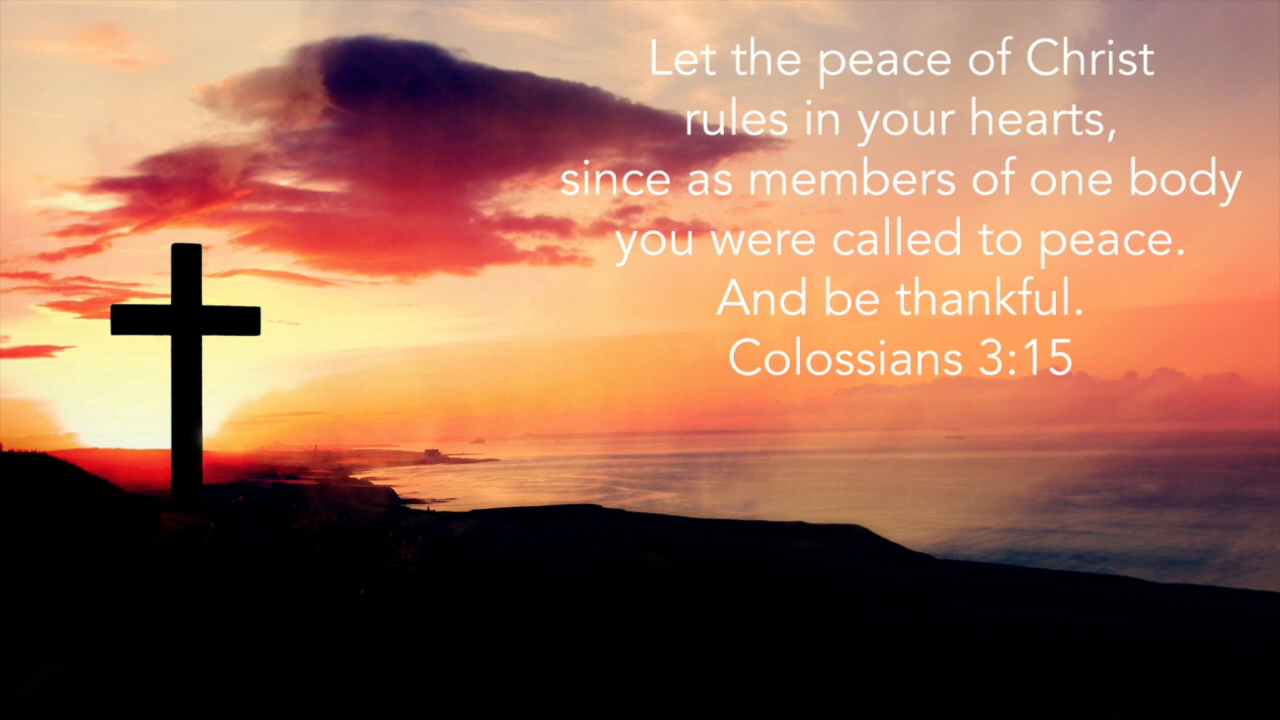 Let the peace of Christ
rules in your hearts,
since as members of one body
you were called to peace.
And be thankful.
Colossians 3:15